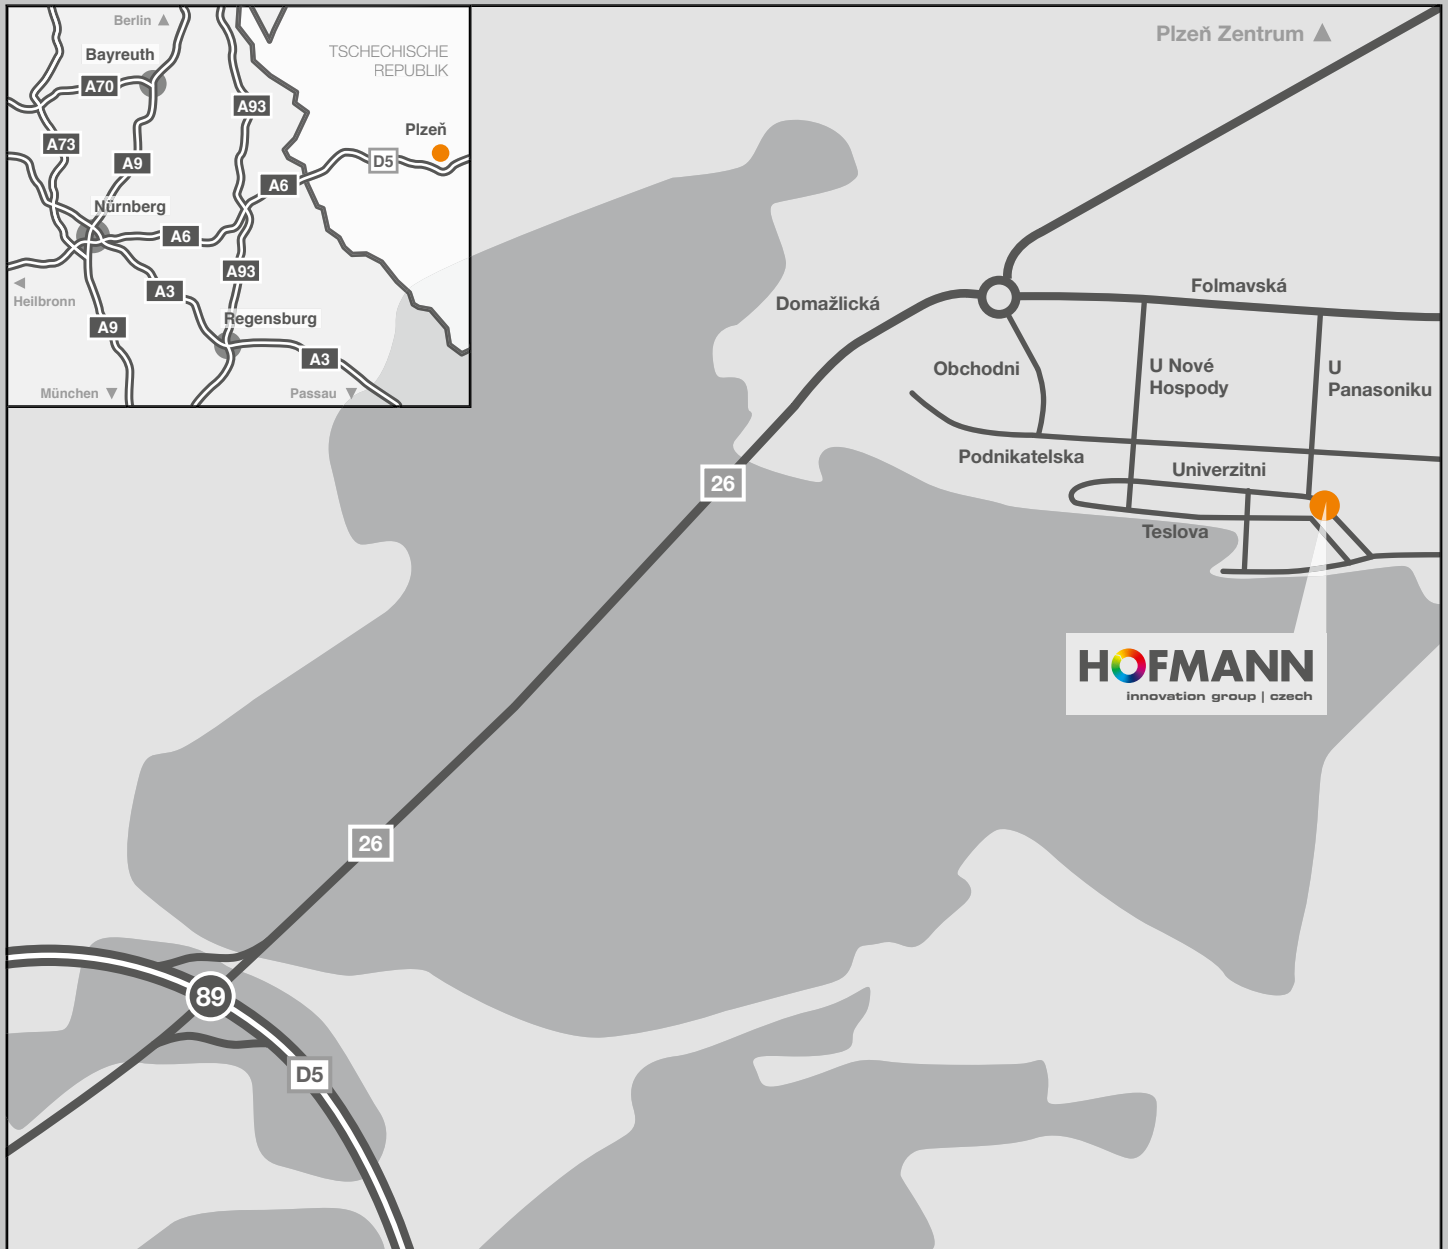 Berlin ▲
Bayreuth
TSCHECHISCHE
REPUBLIK
A70
A93
Plzeň
A73
A9
D5
A6
Nürnberg
A6
A93
◀
Heilbronn
A3
Regensburg
A9
A3
München ▼
Passau ▼
Plzeň Zentrum ▲
Folmavská
Domažlická
Obchodni
U Nové
Hospody
U
Panasoniku
Podnikatelska
Univerzitni
26
Teslova
HOFMANN
innovation group | czech
26
89
D5